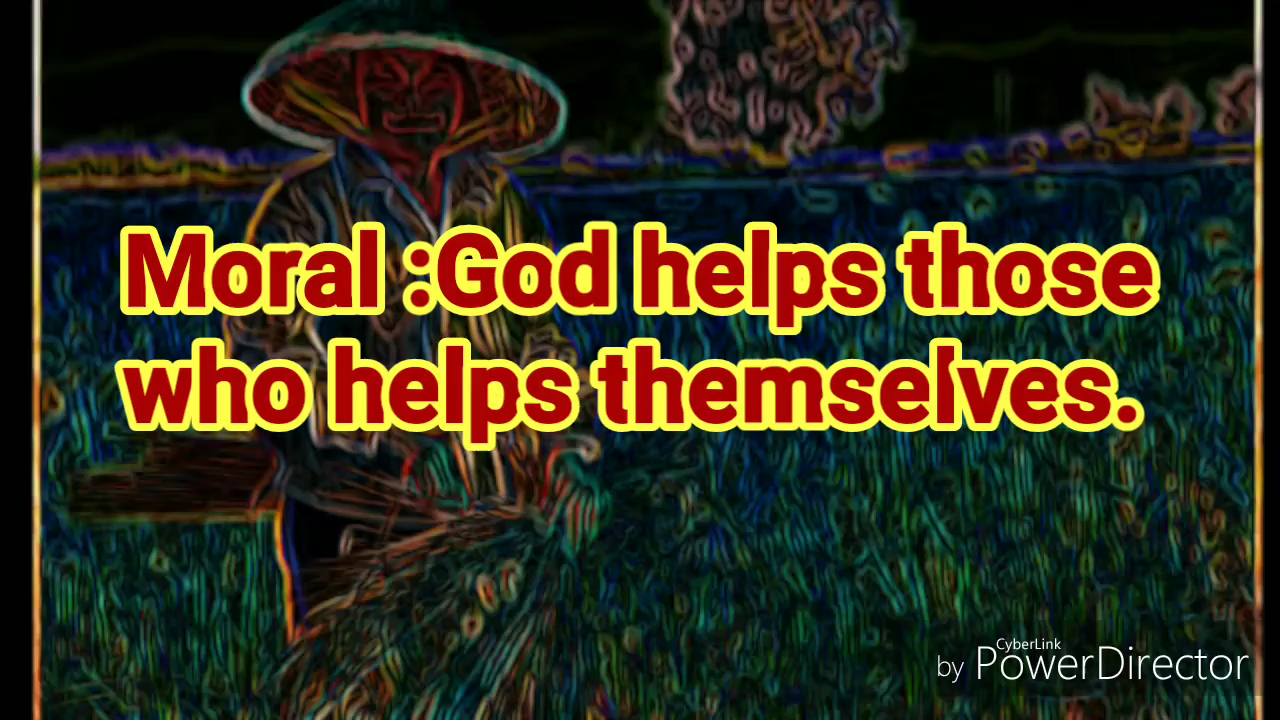 Moral :God helps those
who helps themselves.
CyberLink
by PowerDirector